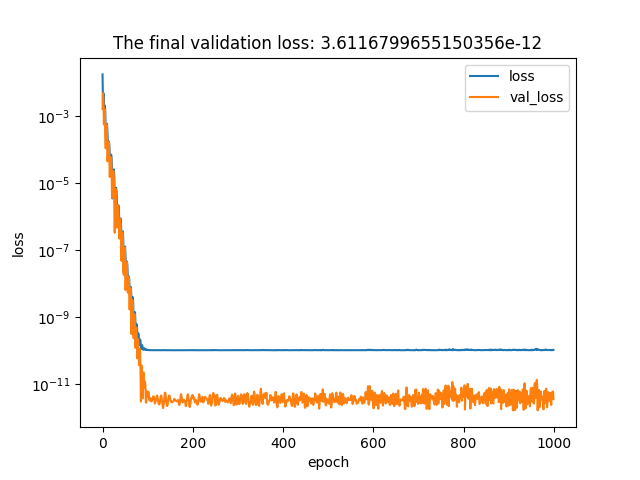 The final validation loss: 3.6116799655150356e-12
loss
val_loss
10⁻³
10⁻⁵
10⁻⁷
10⁻⁹
10⁻¹¹
loss
0
200
400
600
800
1000
epoch